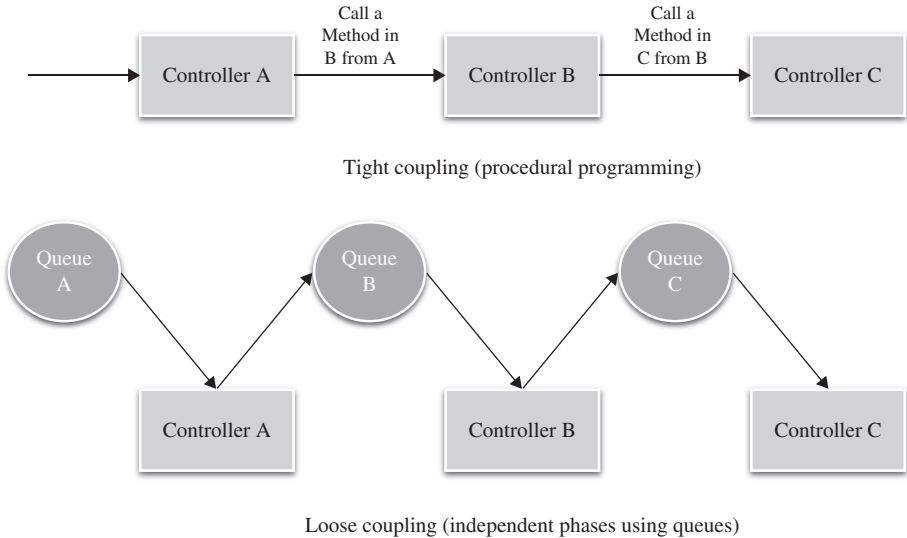 Call a
Method in
B from A
Call a
Method in
C from B
Controller A
Controller B
Controller C
Tight coupling (procedural programming)
Queue
A
Queue
B
Queue
C
Controller A
Controller B
Controller C
Loose coupling (independent phases using queues)